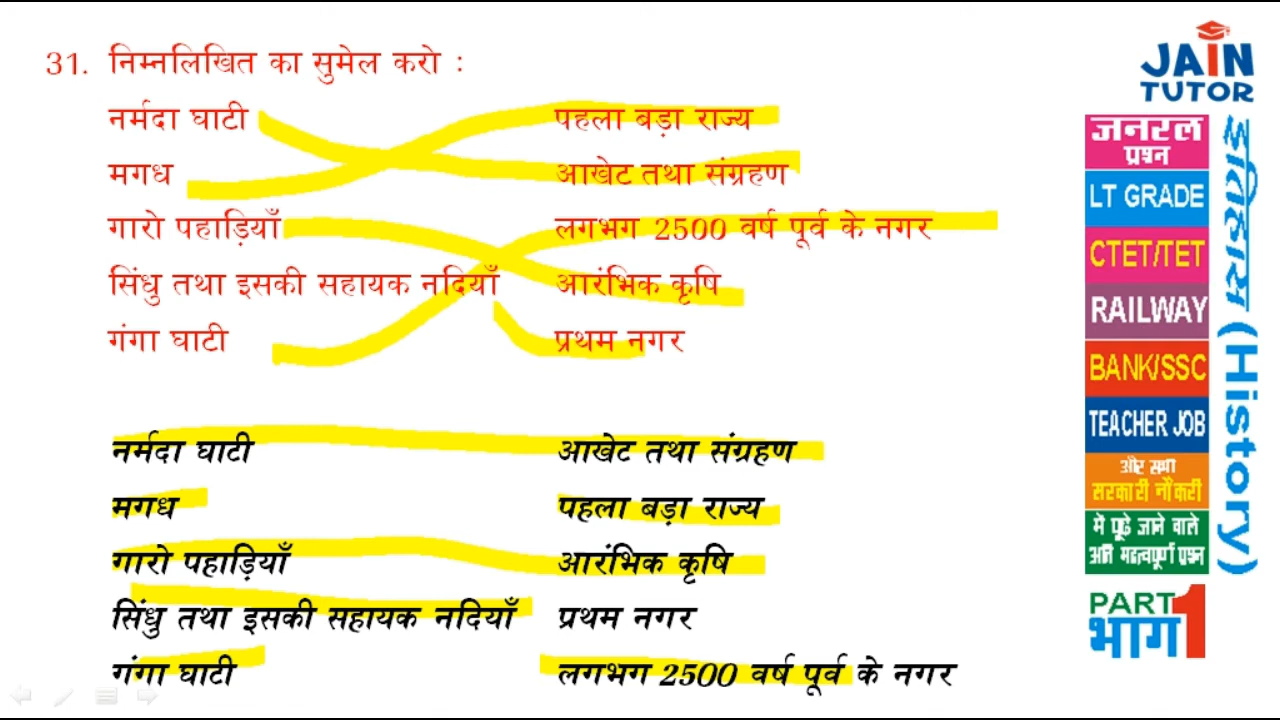 31. निम्नलिखित का सुमेल करो :
नर्मदा घाटी पहला बड़ा राज्य
मगध आखेट तथा संग्रहण
गारो पहाड़ियाँ लगभग 2500 वर्ष पूर्व के नगर
सिंधु तथा इसकी सहायक नदियाँ आरंभिक कृषि
गंगा घाटी प्रथम नगर
नर्मदा घाटी आखेट तथा संग्रहण
मगध पहला बड़ा राज्य
गारो पहाड़ियाँ आरंभिक कृषि
सिंधु तथा इसकी सहायक नदियाँ प्रथम नगर
गंगा घाटी लगभग 2500 वर्ष पूर्व के नगर
JAIN
TUTOR
जनरल
प्रश्न
LT GRADE
CTET/TET
RAILWAY
BANK/SSC
TEACHER JOB
और सभी
सरकारी नौकरी
में पूछे जाने वाले
अति महत्वपूर्ण प्रश्न
PART 1
भाग
इतिहास (History)